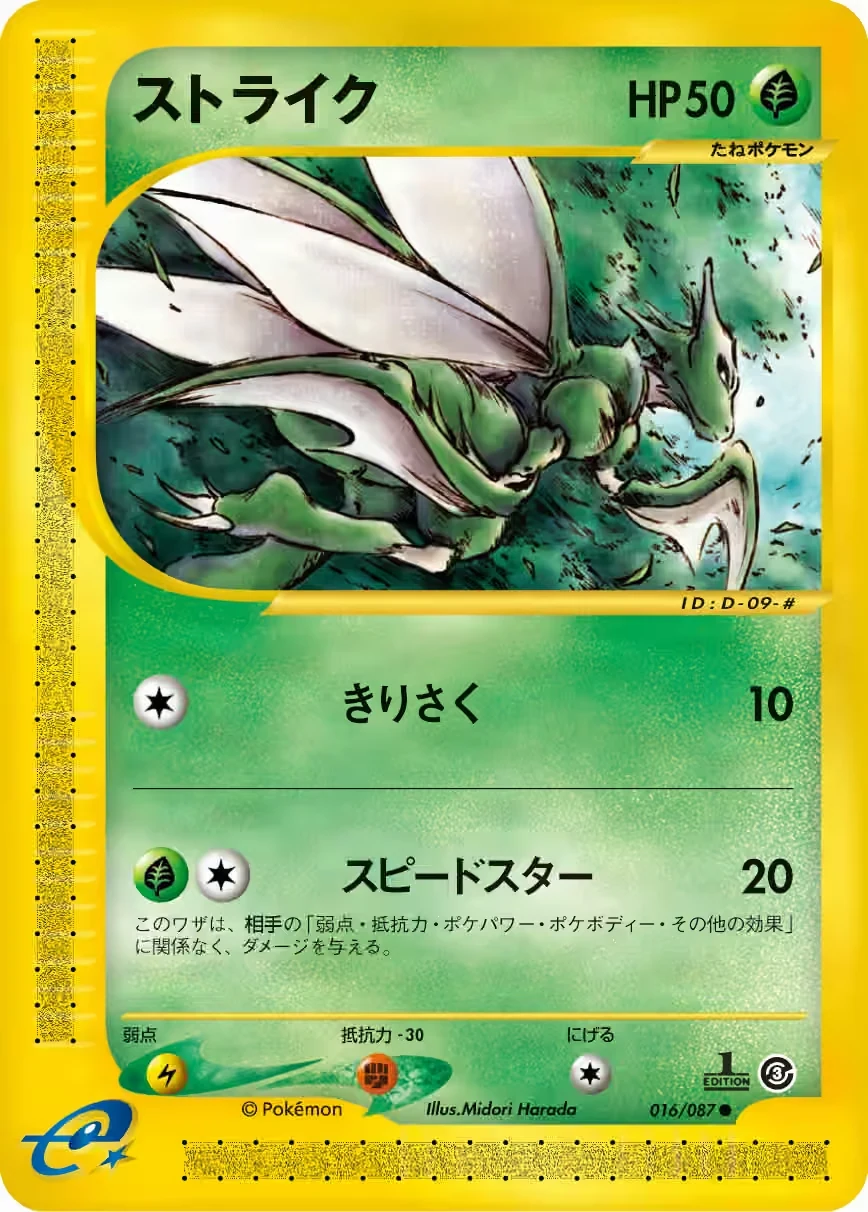 ストライク
HP50
たねポケモン
ID:D-09-#
きりさく 10
スピードスター 20
このワザは、相手の「弱点・抵抗力・ポケパワー・ポケボディー・その他の効果」
に関係なく、ダメージを与える。
弱点 抵抗力 -30 にげる
1 EDITION
3
© Pokémon Illus.Midori Harada 016/087●
e